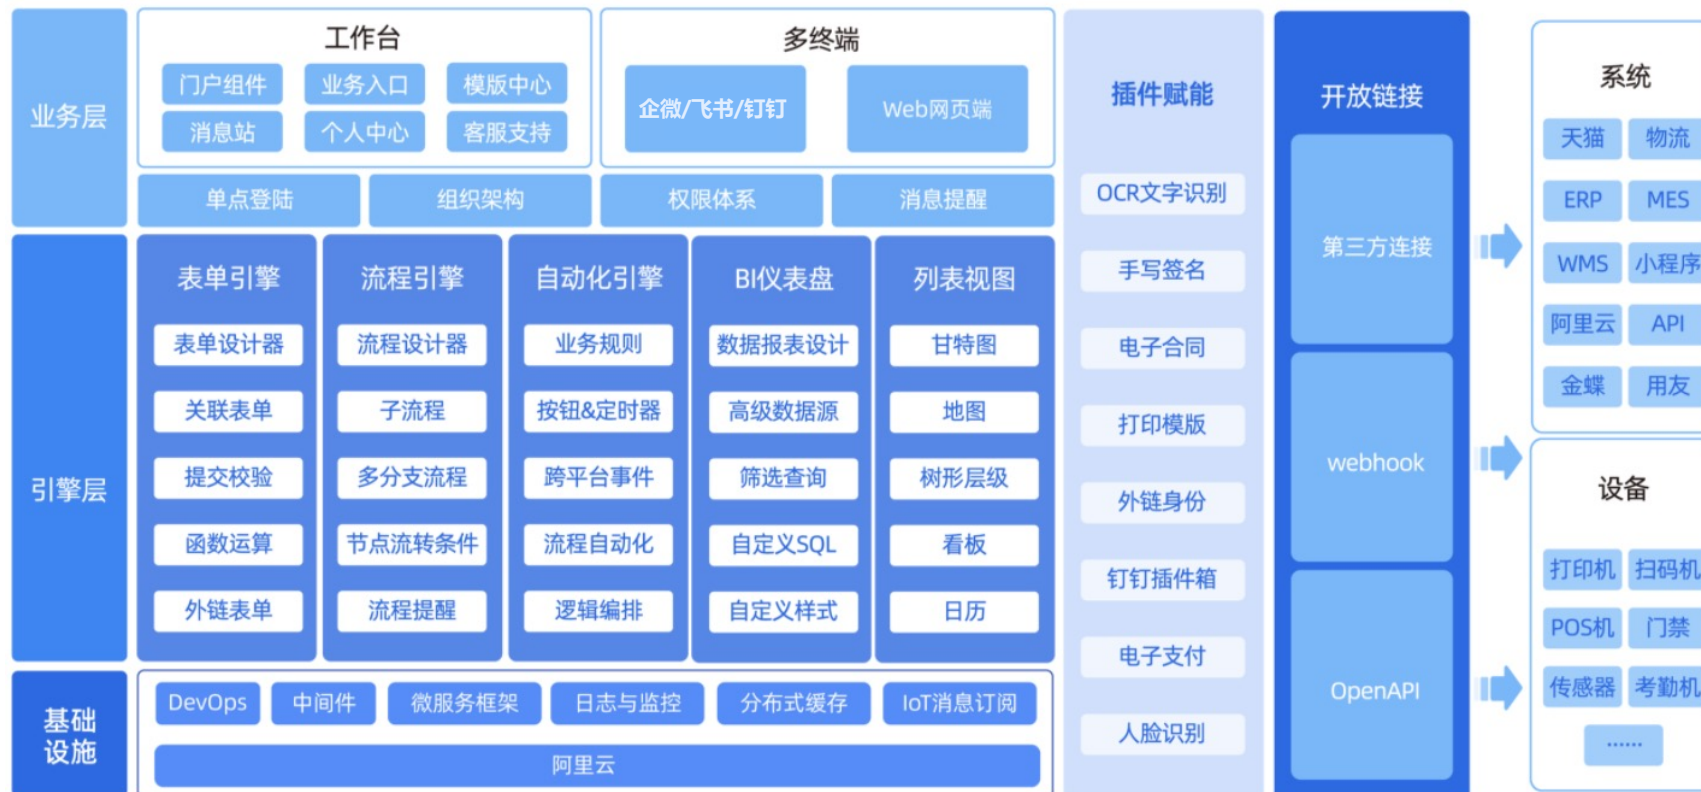 业务层
工作台
门户组件
业务入口
模版中心
消息站
个人中心
客服支持
多终端
企微/飞书/钉钉
Web网页端
单点登陆
组织架构
权限体系
消息提醒
引擎层
表单引擎
表单设计器
关联表单
提交校验
函数运算
外链表单
流程引擎
流程设计器
子流程
多分支流程
节点流转条件
流程提醒
自动化引擎
业务规则
按钮&定时器
跨平台事件
流程自动化
逻辑编排
BI仪表盘
数据报表设计
高级数据源
筛选查询
自定义SQL
自定义样式
列表视图
甘特图
地图
树形层级
看板
日历
基础
设施
DevOps
中间件
微服务框架
日志与监控
分布式缓存
IoT消息订阅
阿里云
插件赋能
OCR文字识别
手写签名
电子合同
打印模版
外链身份
钉钉插件箱
电子支付
人脸识别
开放链接
第三方连接
webhook
OpenAPI
系统
天猫
物流
ERP
MES
WMS
小程序
阿里云
API
金蝶
用友
设备
打印机
扫码机
POS机
门禁
传感器
考勤机
······